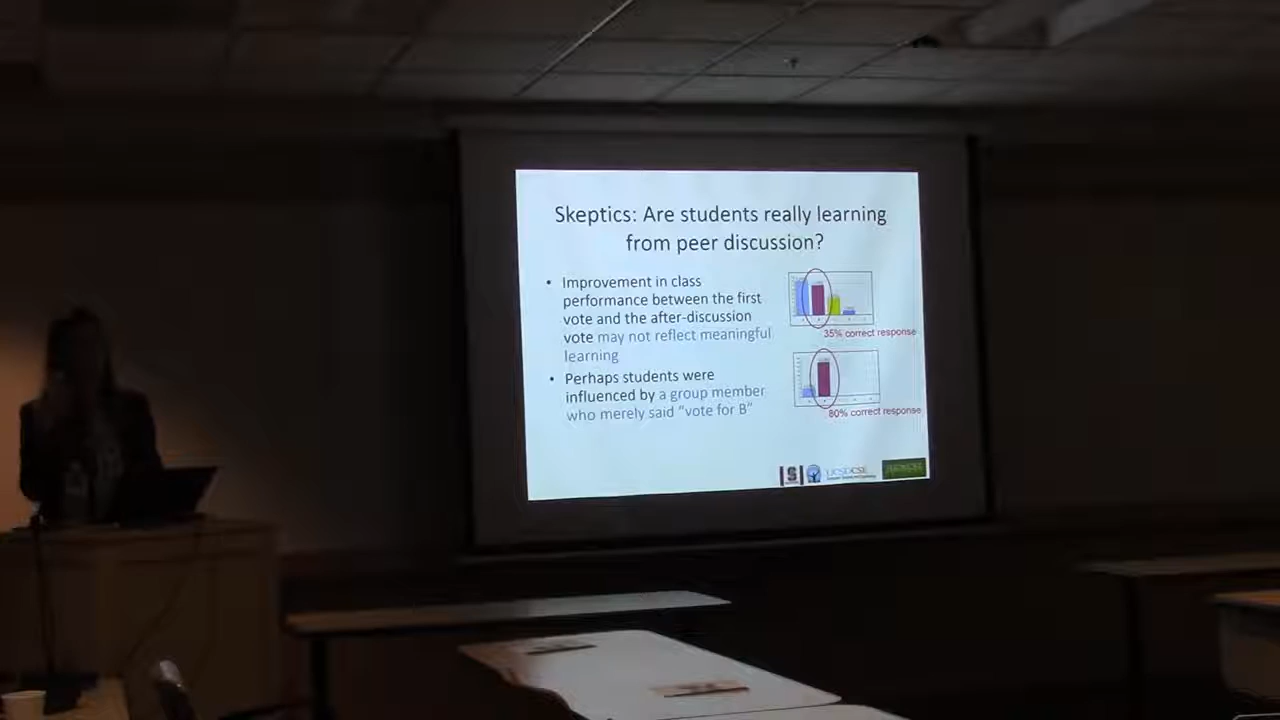 Skeptics: Are students really learning
from peer discussion?
• Improvement in class
performance between the first
vote and the after-discussion
vote may not reflect meaningful
learning
• Perhaps students were
influenced by a group member
who merely said “vote for B”
35% correct response
80% correct response
UCSDCSE